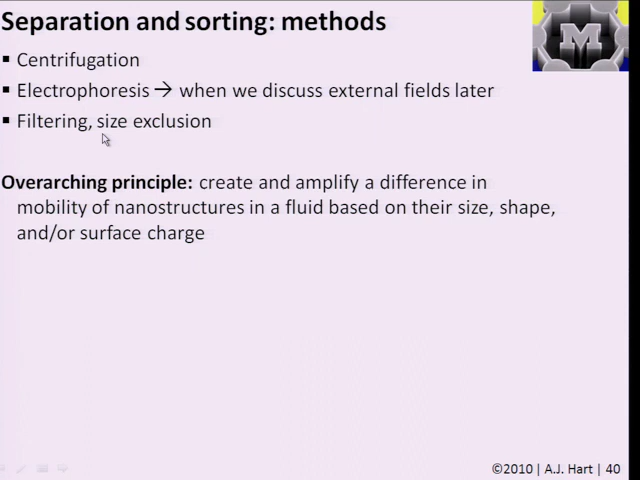 Separation and sorting: methods
▪ Centrifugation
▪ Electrophoresis → when we discuss external fields later
▪ Filtering, size exclusion
Overarching principle: create and amplify a difference in
mobility of nanostructures in a fluid based on their size, shape,
and/or surface charge
M
©2010 | A.J. Hart | 40